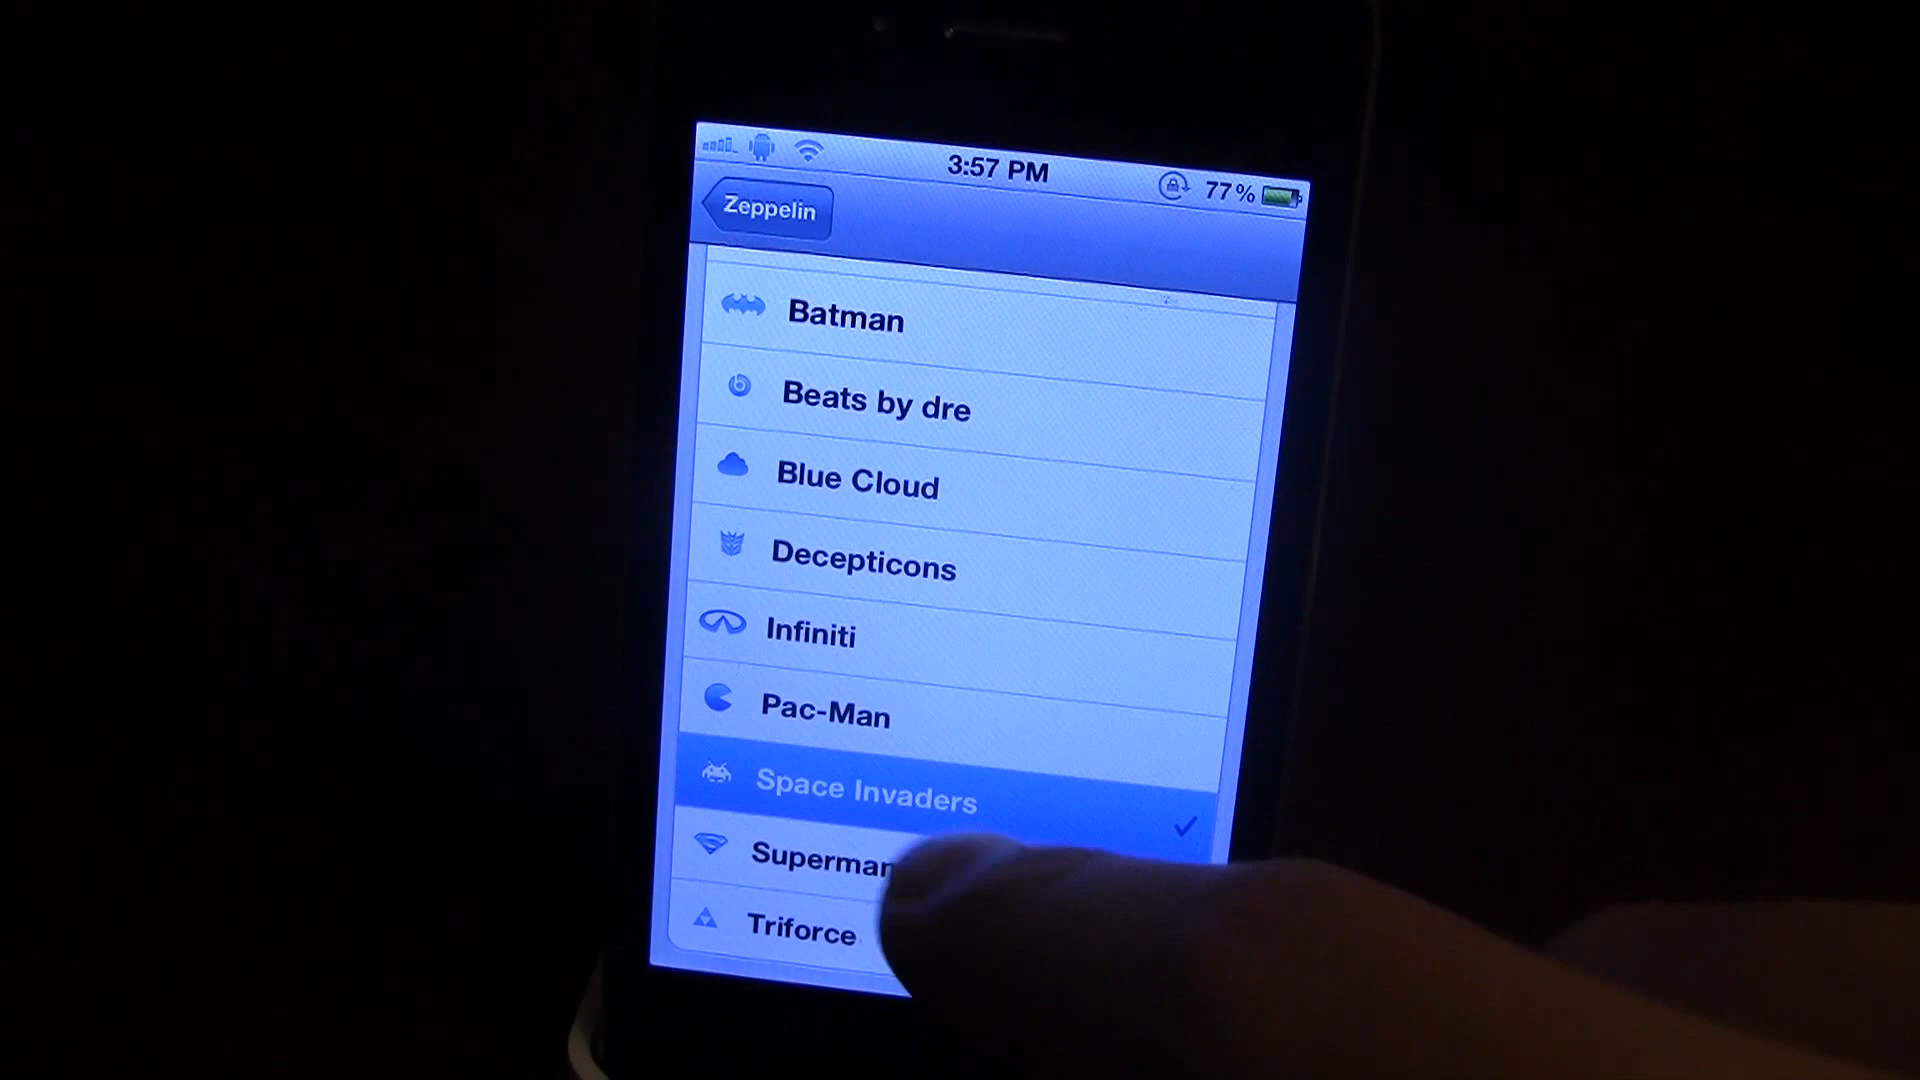 3:57 PM
77%
Zeppelin
Batman
Beats by dre
Blue Cloud
Decepticons
Infiniti
Pac-Man
Space Invaders
Superman
Triforce